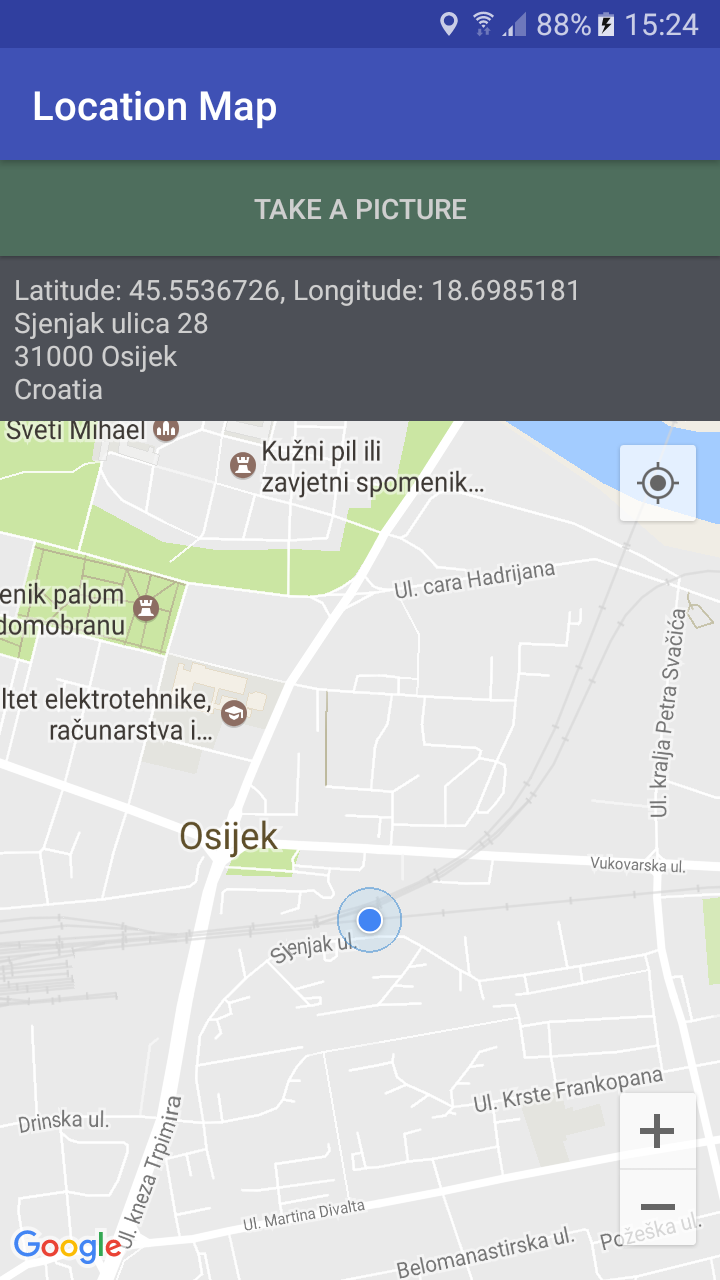 88% 15:24
Location Map
TAKE A PICTURE
Latitude: 45.5536726, Longitude: 18.6985181
Sjenjak ulica 28
31000 Osijek
Croatia
Sveti Mihael
Kužni pil ili
zavjetni spomenik...
Ul. cara Hadrijana
enik palom
domobranu
Ul. kralja Petra Svačića
ltet elektrotehnike,
računarstva i...
Osijek
Vukovarska ul.
Sjenjak ul.
Ul. Krste Frankopana
Drinska ul.
Ul. kneza Trpimira
Ul. Martina Divalta
Požeška ul.
Belomanastirska ul.
Google